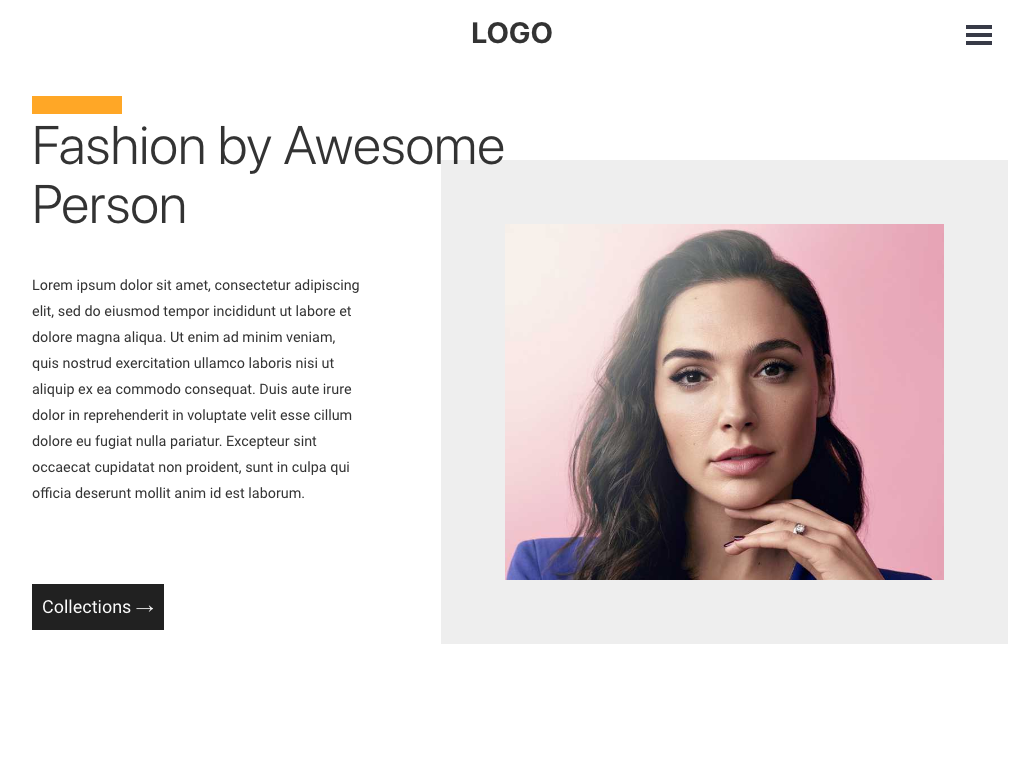 LOGO
Fashion by Awesome
Person
Lorem ipsum dolor sit amet, consectetur adipiscing
elit, sed do eiusmod tempor incididunt ut labore et
dolore magna aliqua. Ut enim ad minim veniam,
quis nostrud exercitation ullamco laboris nisi ut
aliquip ex ea commodo consequat. Duis aute irure
dolor in reprehenderit in voluptate velit esse cillum
dolore eu fugiat nulla pariatur. Excepteur sint
occaecat cupidatat non proident, sunt in culpa qui
officia deserunt mollit anim id est laborum.
Collections →